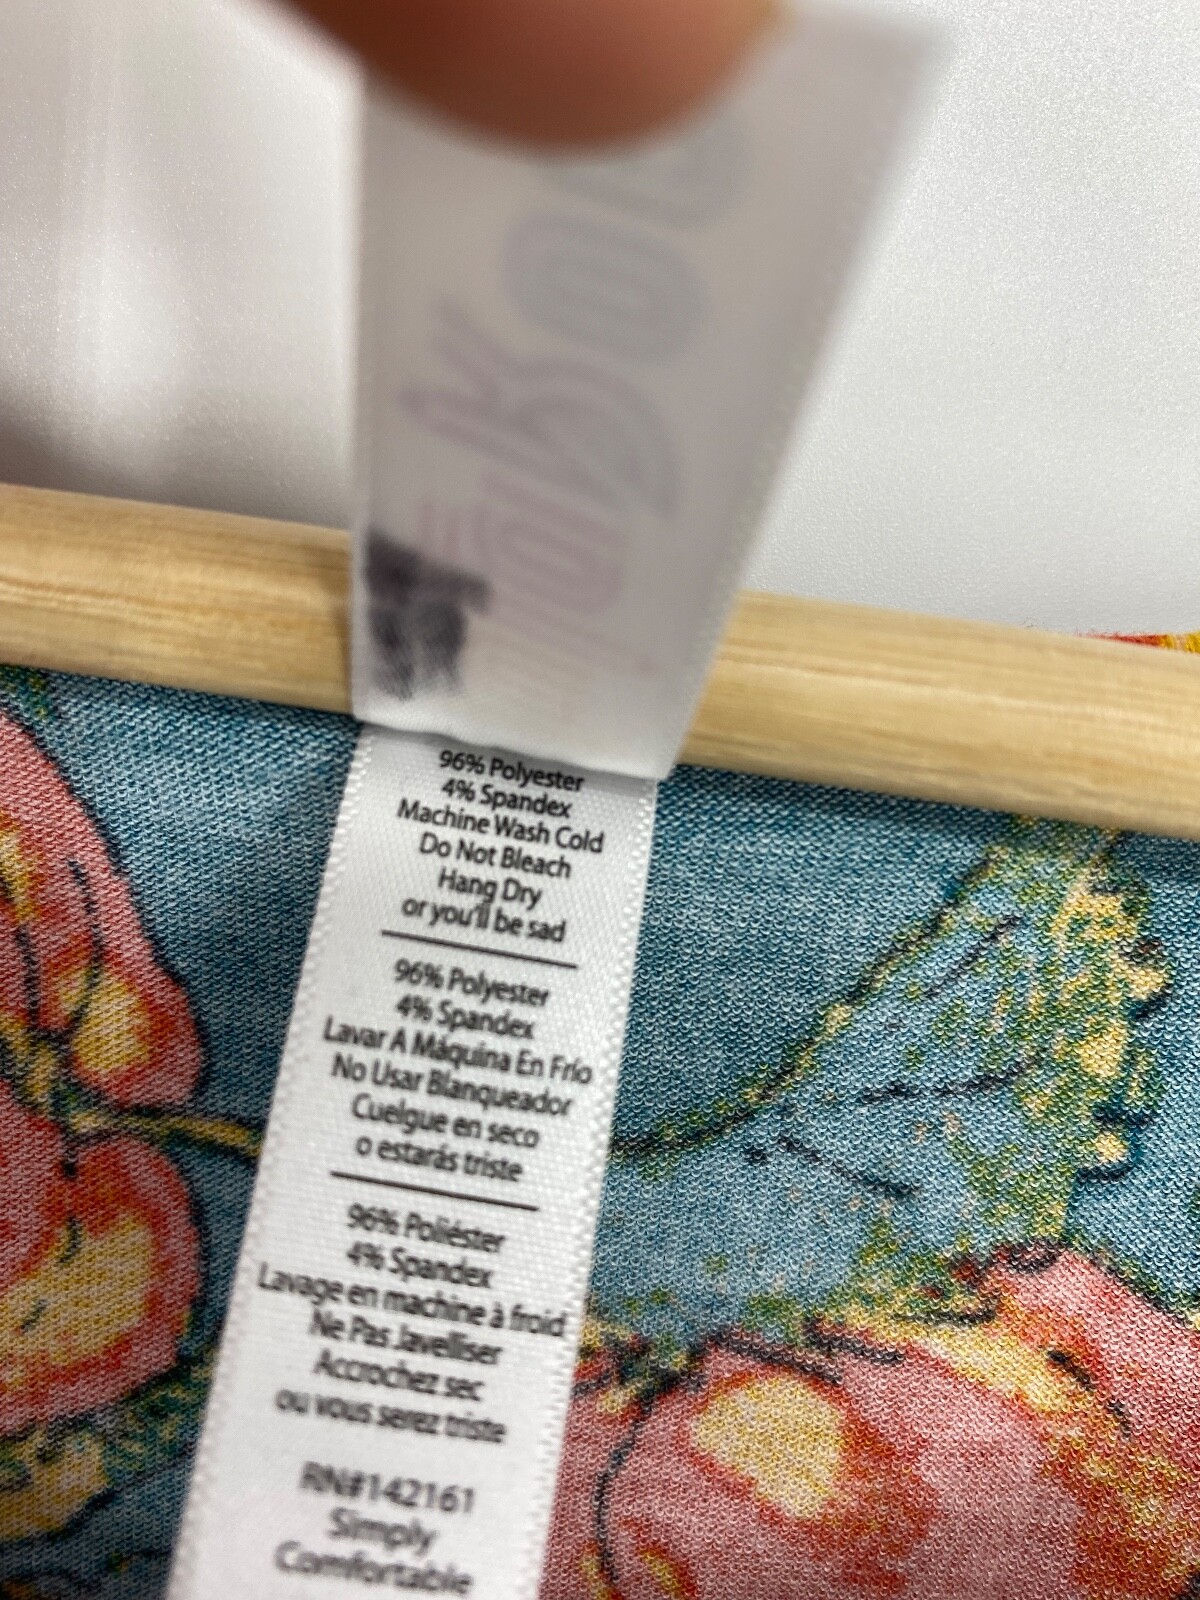 96% Polyester
4% Spandex
Machine Wash Cold
Do Not Bleach
Hang Dry
or you'll be sad
96% Polyester
4% Spandex
Lavar A Máquina En Frío
No Usar Blanqueador
Cuelgue en seco
o estarás triste
96% Poliéster
4% Spandex
Lavage en machine à froid
Ne Pas Javelliser
Accrochez sec
ou vous serez triste
RN#142161
Simply
Comfortable